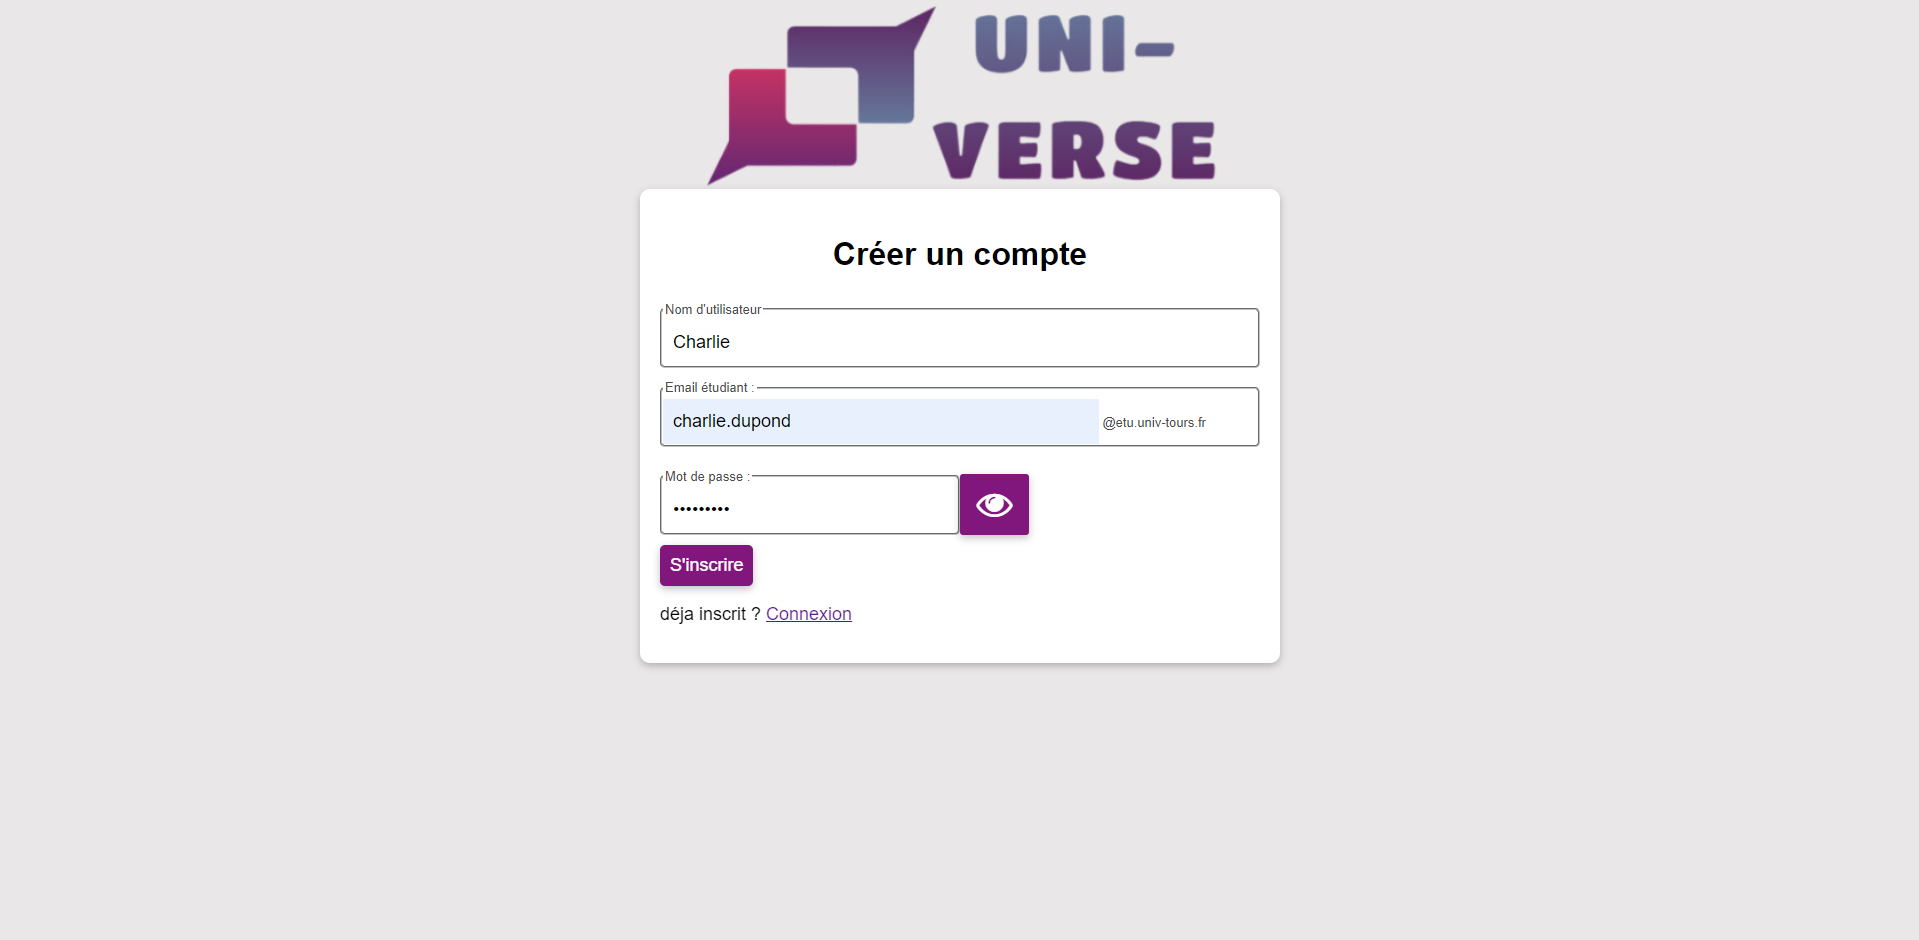 UNI-
VERSE
Créer un compte
Nom d'utilisateur
Charlie
Email étudiant :
charlie.dupond @etu.univ-tours.fr
Mot de passe :
•••••••••
S'inscrire
déja inscrit ? Connexion